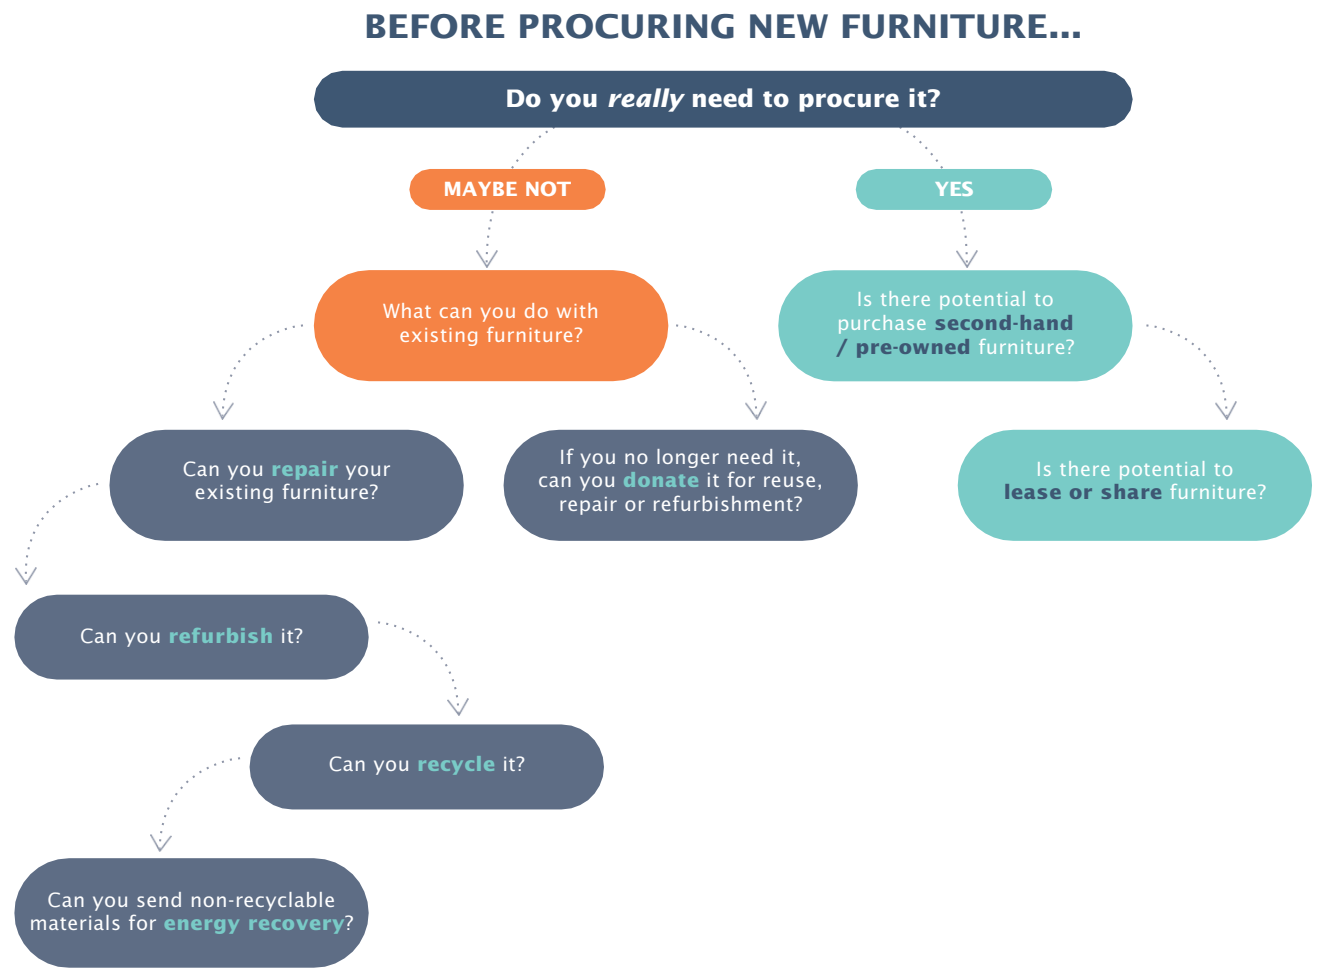 BEFORE PROCURING NEW FURNITURE...
Do you really need to procure it?
MAYBE NOT
YES
What can you do with
existing furniture?
Is there potential to
purchase second-hand
/ pre-owned furniture?
Can you repair your
existing furniture?
If you no longer need it,
can you donate it for reuse,
repair or refurbishment?
Is there potential to
lease or share furniture?
Can you refurbish it?
Can you recycle it?
Can you send non-recyclable
materials for energy recovery?